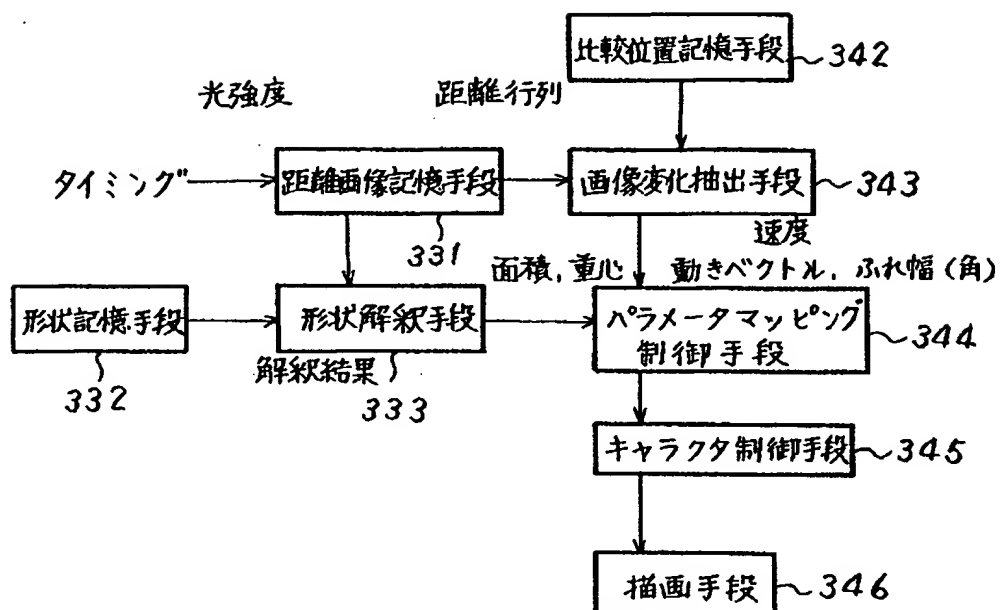 比較位置記憶手段 342
光強度 距離行列
タイミング 距離画像記憶手段 画像変化抽出手段 343
331 速度
面積,重心 動きベクトル,ふれ幅(角)
形状記憶手段 形状解釈手段 パラメータマッピング
制御手段 344
解釈結果
332 333
キャラクタ制御手段 345
描画手段 346